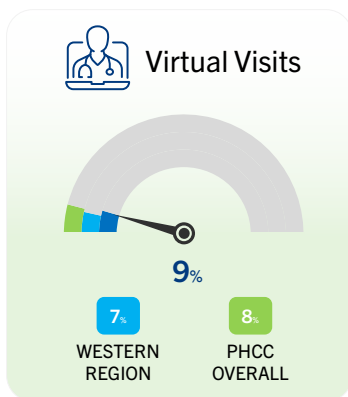 Virtual Visits
9%
7% 8%
WESTERN PHCC
REGION OVERALL